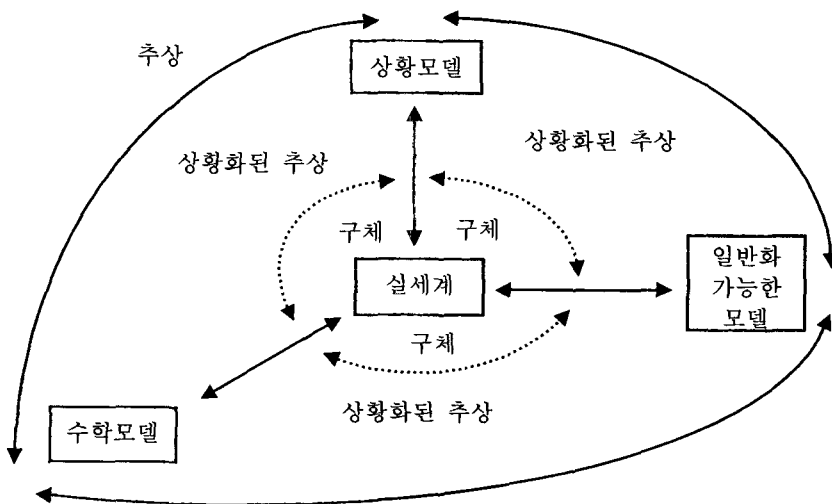 추상
상황모델
상황화된 추상
상황화된 추상
구체
구체
실세계
일반화
가능한
모델
구체
상황화된 추상
수학모델